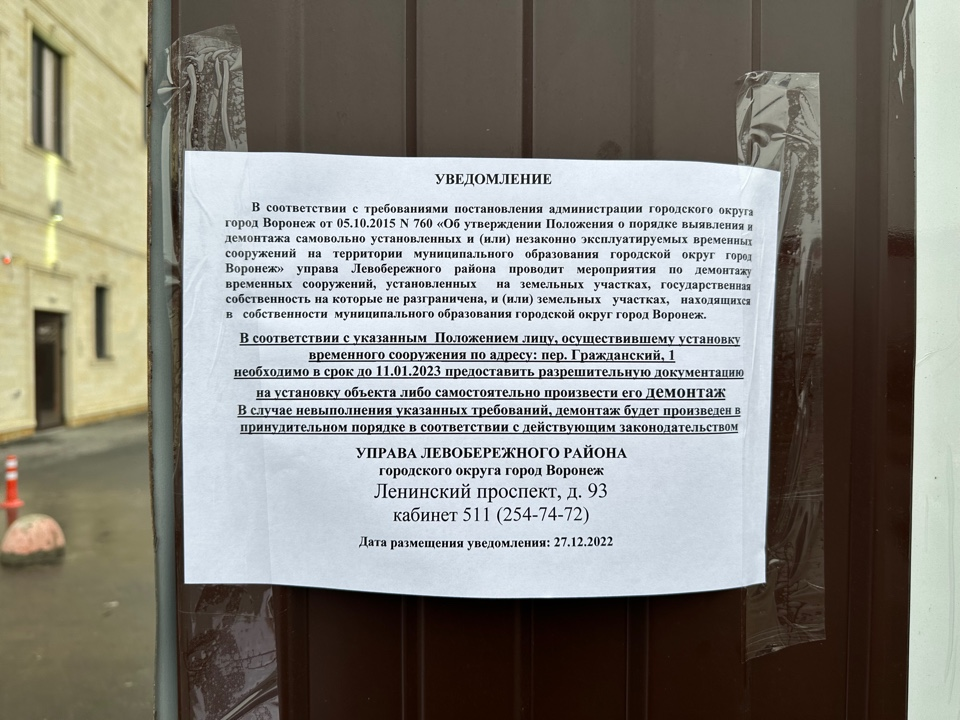 УВЕДОМЛЕНИЕ
В соответствии с требованиями постановления администрации городского округа
город Воронеж от 05.10.2015 N 760 «Об утверждении Положения о порядке выявления и
демонтажа самовольно установленных и (или) незаконно эксплуатируемых временных
сооружений на территории муниципального образования городской округ город
Воронеж» управа Левобережного района проводит мероприятия по демонтажу
временных сооружений, установленных на земельных участках, государственная
собственность на которые не разграничена, и (или) земельных участках, находящихся
в собственности муниципального образования городской округ город Воронеж.
В соответствии с указанным Положением лицу, осуществившему установку
временного сооружения по адресу: пер. Гражданский, 1
необходимо в срок до 11.01.2023 предоставить разрешительную документацию
на установку объекта либо самостоятельно произвести его демонтаж
В случае невыполнения указанных требований, демонтаж будет произведен в
принудительном порядке в соответствии с действующим законодательством
УПРАВА ЛЕВОБЕРЕЖНОГО РАЙОНА
городского округа город Воронеж
Ленинский проспект, д. 93
кабинет 511 (254-74-72)
Дата размещения уведомления: 27.12.2022